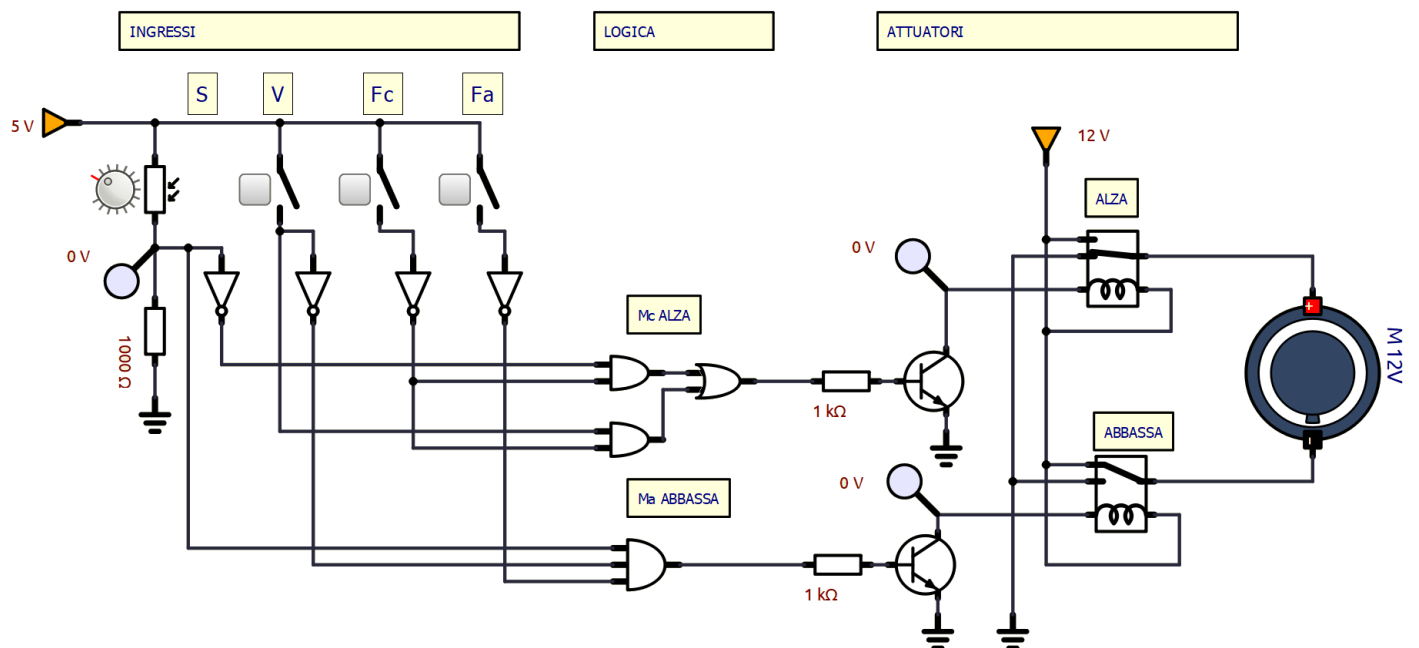 INGRESSI
LOGICA
ATTUATORI
S
V
Fc
Fa
5 V
12 V
ALZA
0 V
0 V
Mc ALZA
1000 Ω
M 12V
+
1 kΩ
ABBASSA
0 V
Ma ABBASSA
1 kΩ